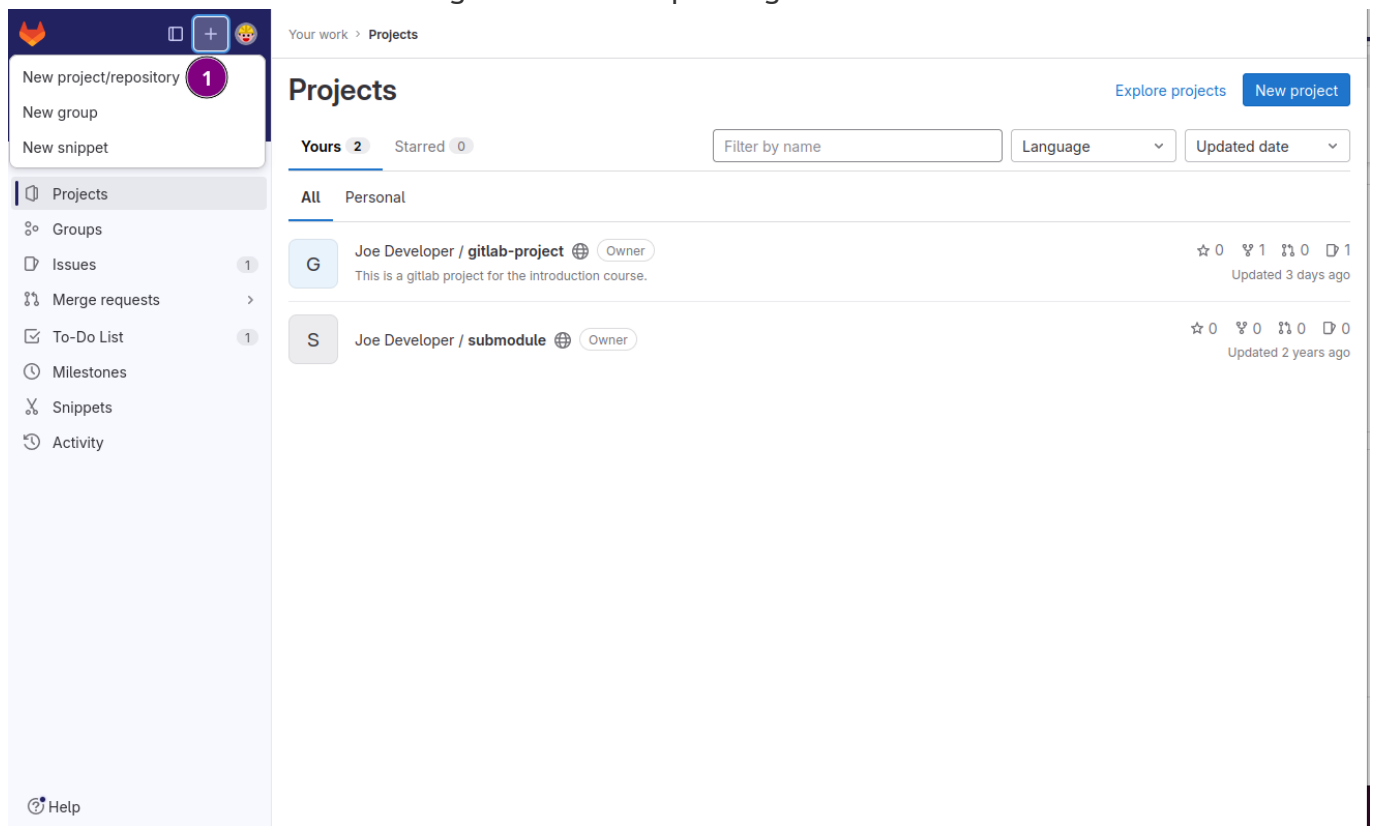 Your work > Projects
New project/repository 1
New group
New snippet
Projects
Groups
Issues 1
Merge requests
To-Do List 1
Milestones
Snippets
Activity
Help
Projects
Explore projects New project
Yours 2 Starred 0 Filter by name Language Updated date
All Personal
G Joe Developer / gitlab-project Owner 0 1 0 1
This is a gitlab project for the introduction course. Updated 3 days ago
S Joe Developer / submodule Owner 0 0 0 0
Updated 2 years ago